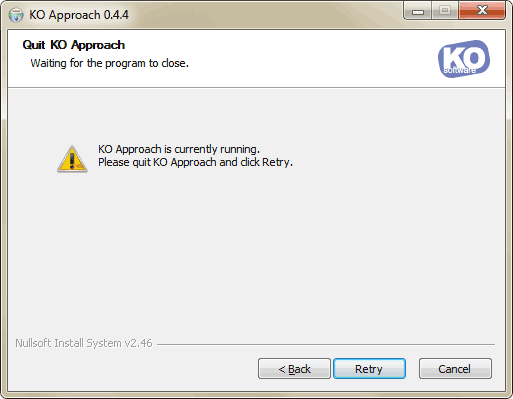 KO Approach 0.4.4
Quit KO Approach
Waiting for the program to close.
KO
software
KO Approach is currently running.
Please quit KO Approach and click Retry.
Nullsoft Install System v2.46
< Back
Retry
Cancel